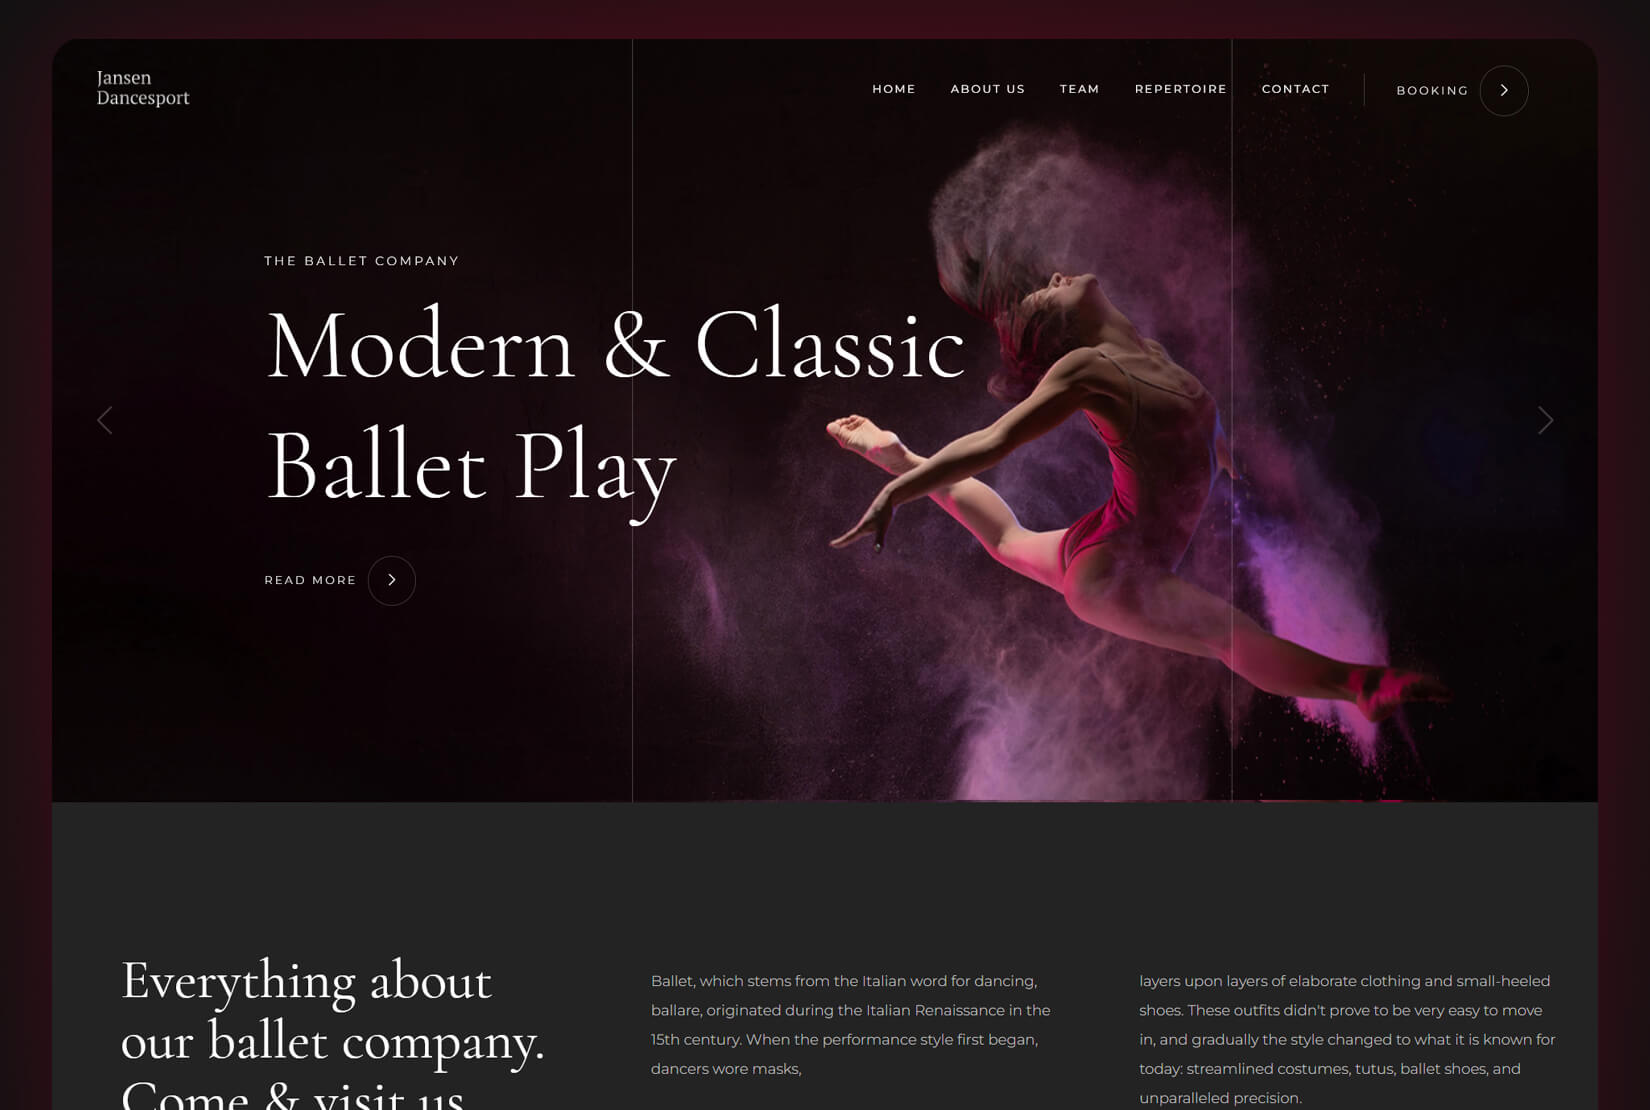 Jansen
Dancesport
HOME ABOUT US TEAM REPERTOIRE CONTACT BOOKING
THE BALLET COMPANY
Modern & Classic
Ballet Play
READ MORE
Everything about
our ballet company.
Come & visit us
Ballet, which stems from the Italian word for dancing,
ballare, originated during the Italian Renaissance in the
15th century. When the performance style first began,
dancers wore masks,
layers upon layers of elaborate clothing and small-heeled
shoes. These outfits didn't prove to be very easy to move
in, and gradually the style changed to what it is known for
today: streamlined costumes, tutus, ballet shoes, and
unparalleled precision.